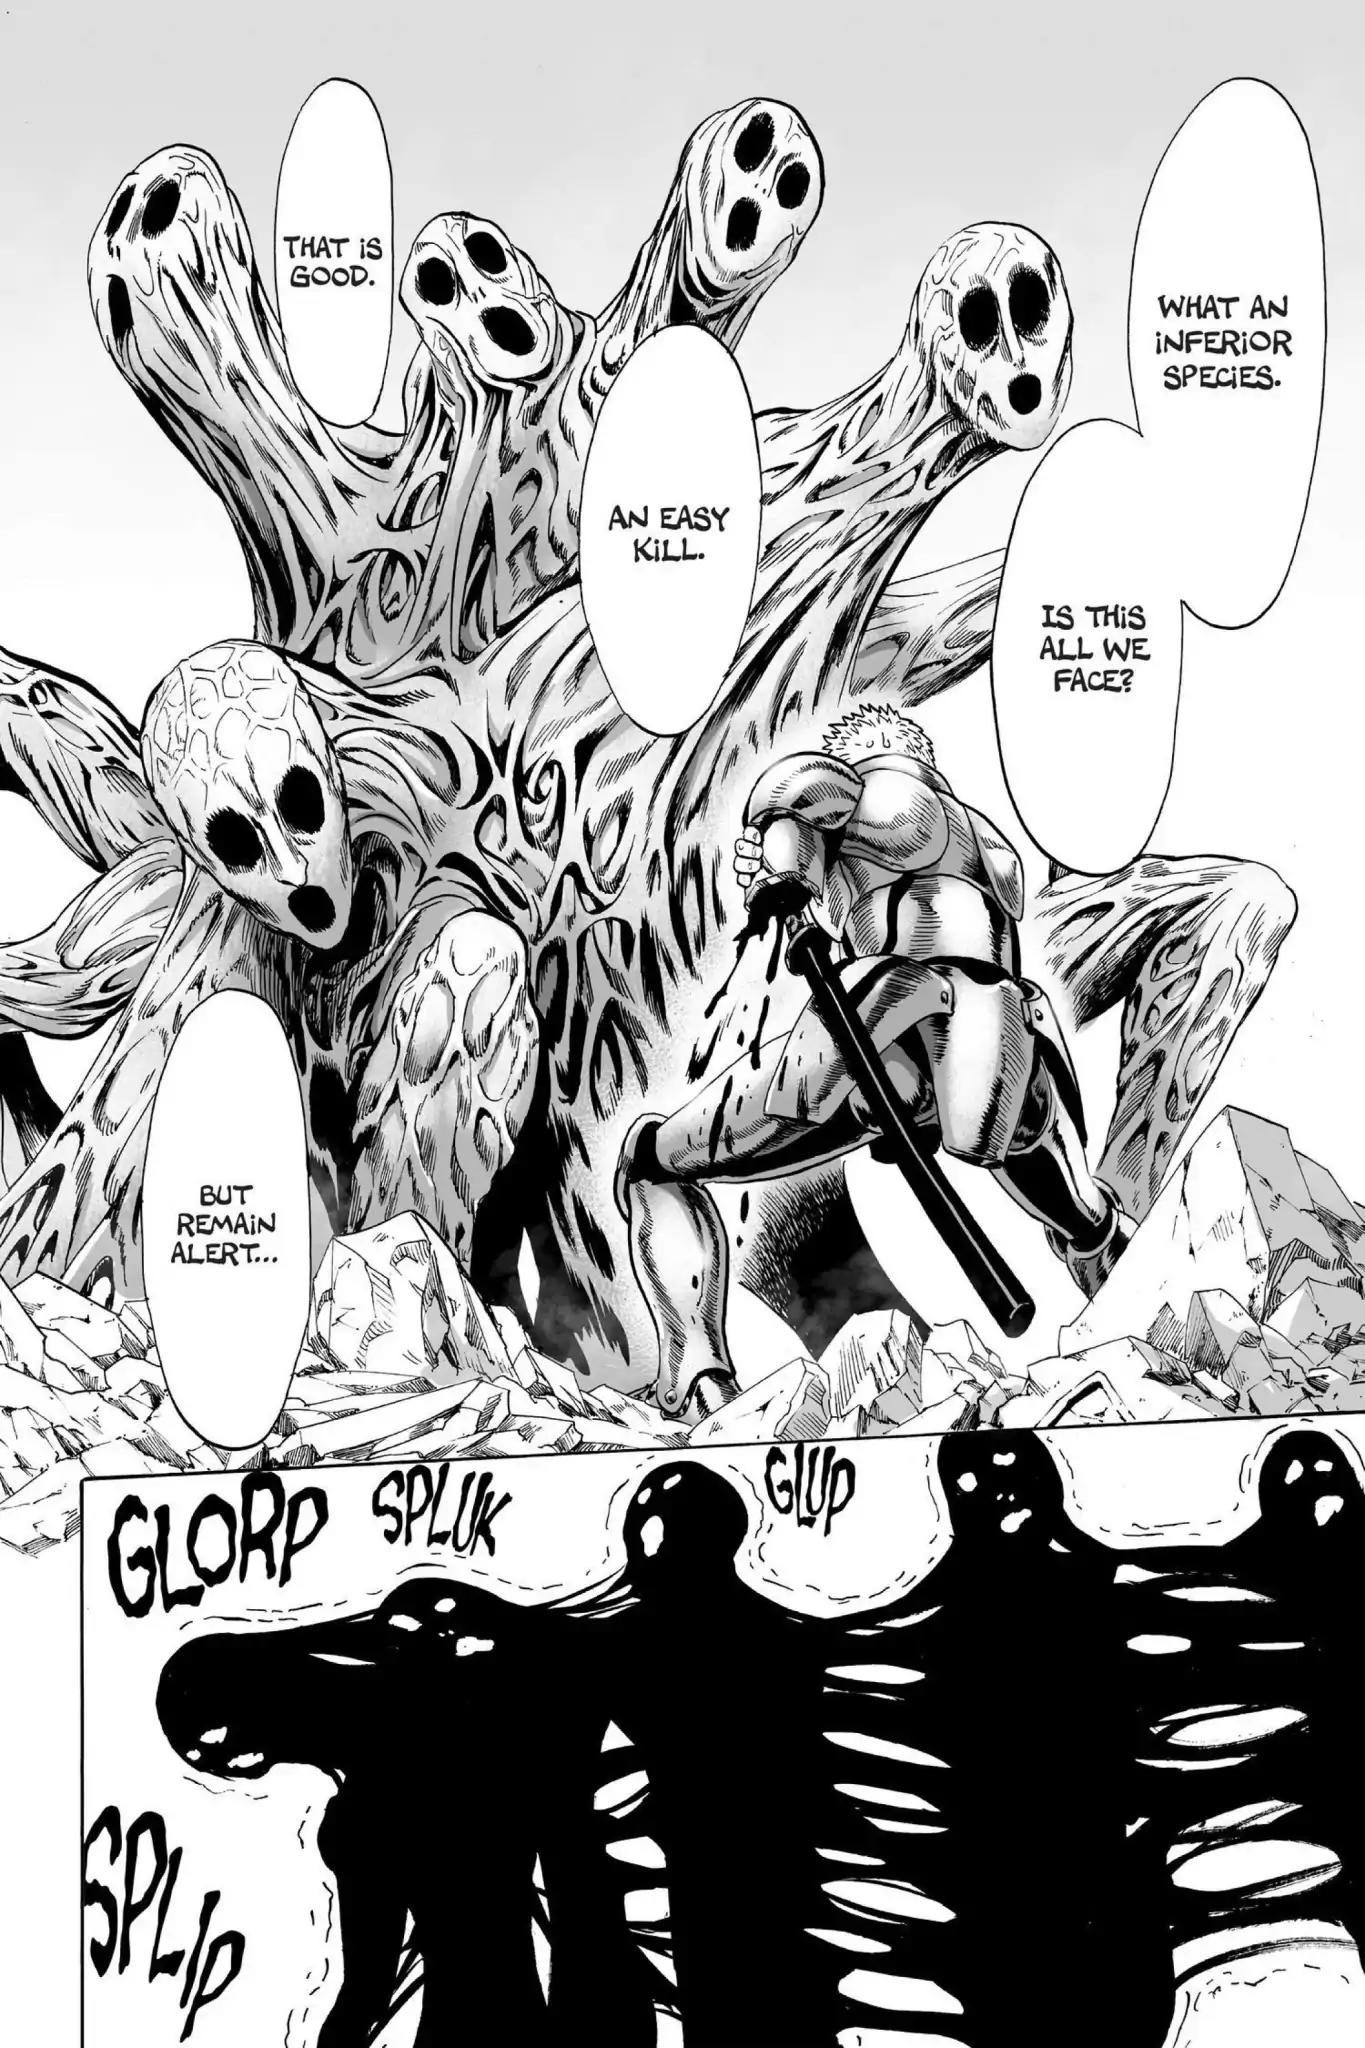 WHAT AN
INFERIOR
SPECIES.
IS THIS
ALL WE
FACE?
AN EASY
KILL.
THAT IS
GOOD.
BUT
REMAIN
ALERT...
GLUP
SPLUK
GLORP
SPLIP